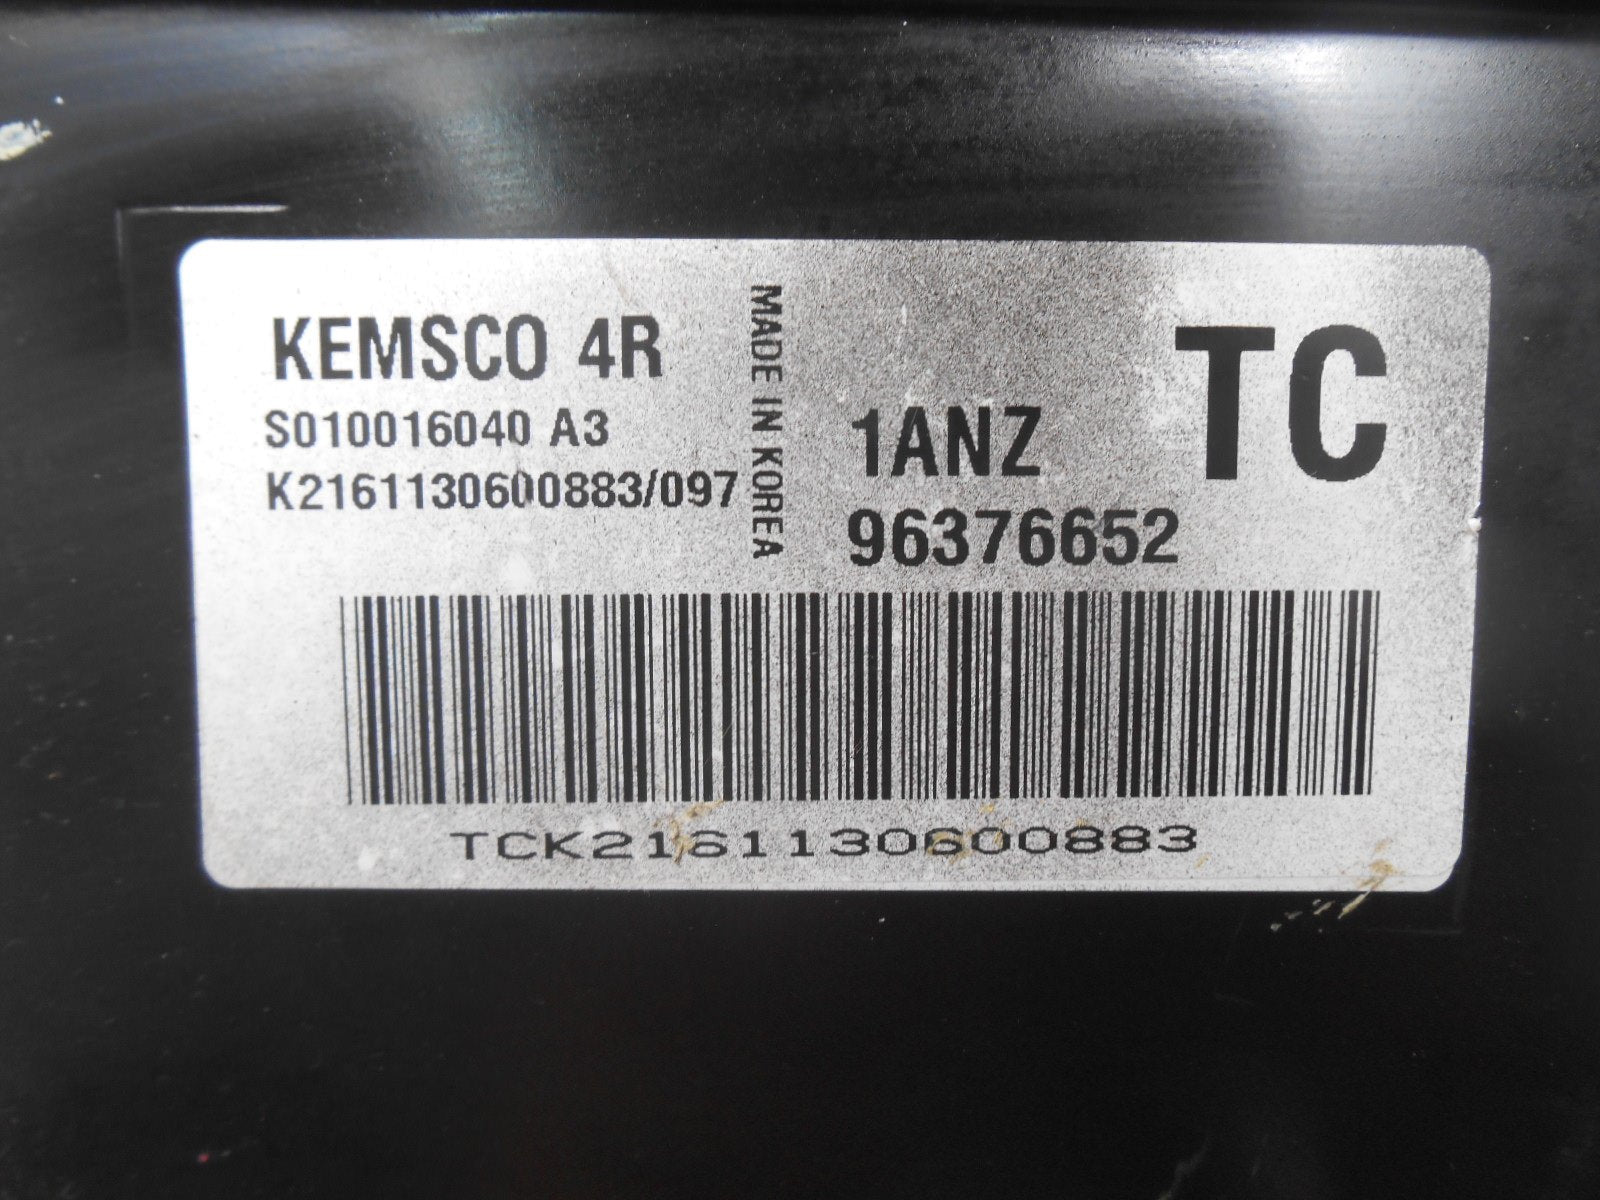 KEMSCO 4R
S010016040 A3
K2161130600883/097
MADE IN KOREA
TC
1ANZ
96376652
TCK2161130600883